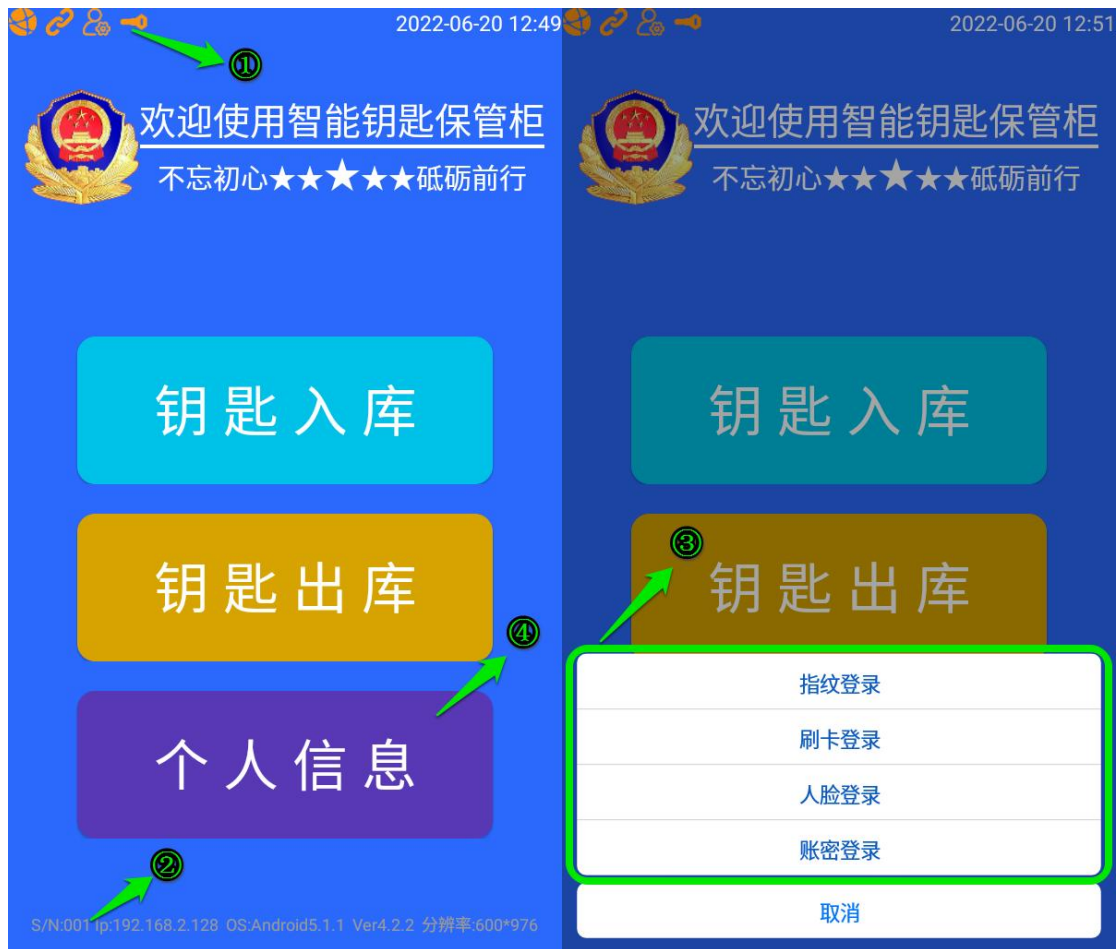 2022-06-20 12:49
①
欢迎使用智能钥匙保管柜
不忘初心★★★★★砥砺前行
钥匙入库
钥匙出库
④
个人信息
②
S/N:001 Ip:192.168.2.128 OS:Android5.1.1 Ver4.2.2 分辨率:600*976
2022-06-20 12:51
欢迎使用智能钥匙保管柜
不忘初心★★★★★砥砺前行
钥匙入库
③
钥匙出库
指纹登录
刷卡登录
人脸登录
账密登录
取消